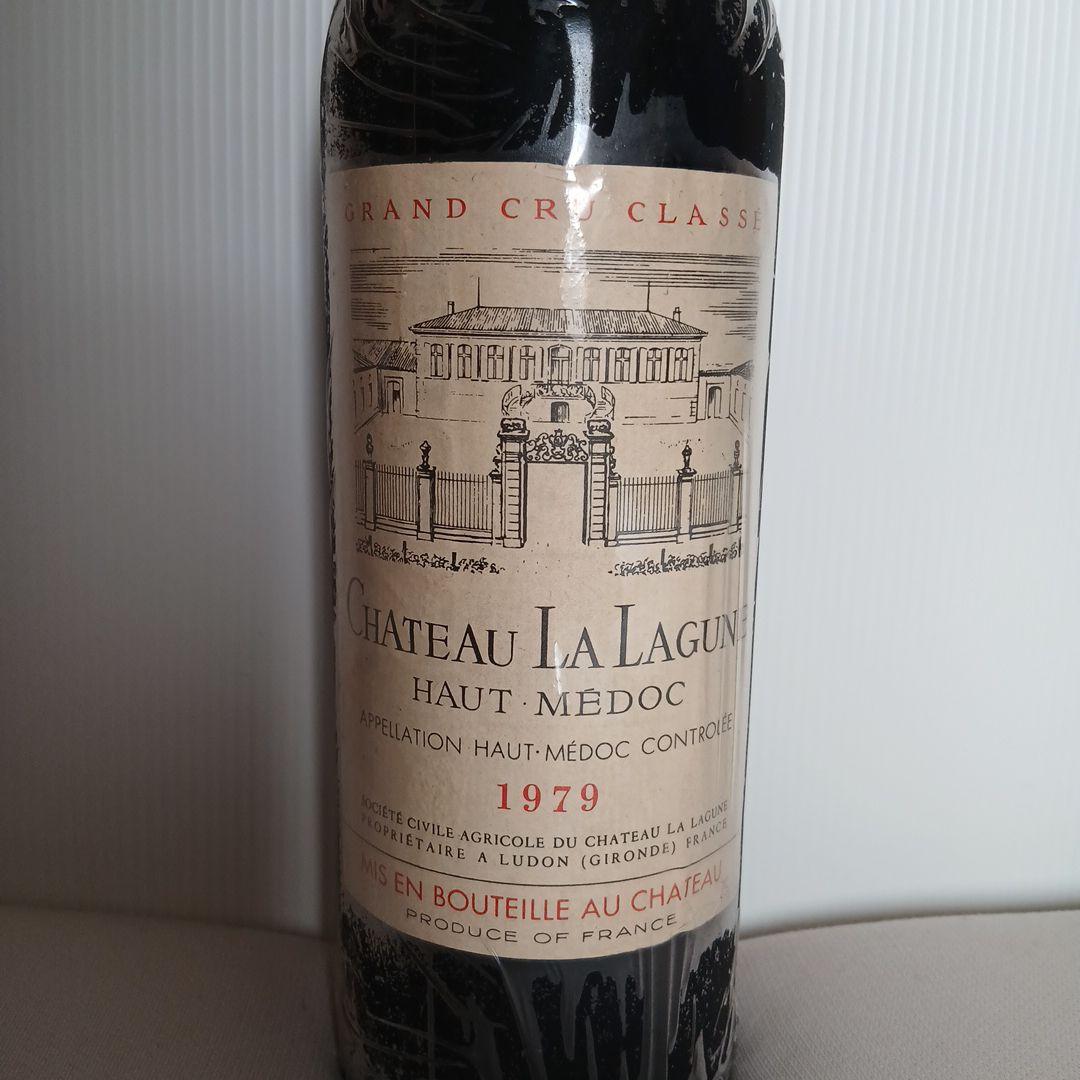 GRAND CRU CLASSÉ
CHATEAU LA LAGUNE
HAUT·MÉDOC
APPELLATION HAUT·MÉDOC CONTROLÉE
1979
SOCIÉTÉ CIVILE AGRICOLE DU CHATEAU LA LAGUNE
PROPRIÉTAIRE A LUDON (GIRONDE) FRANCE
MIS EN BOUTEILLE AU CHATEAU
PRODUCE OF FRANCE